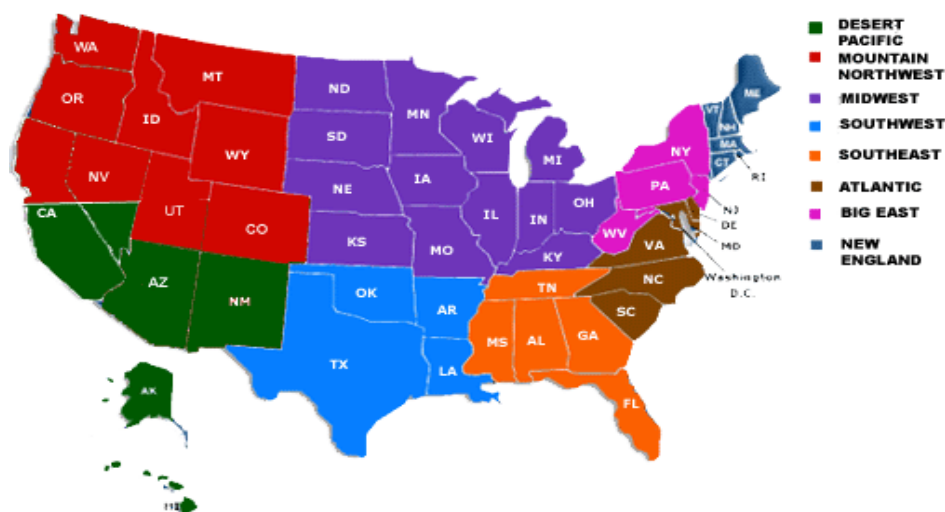 WA
MT
ND
MN
ME
OR
ID
SD
WI
VT
NH
WY
MI
NY
MA
CT
RI
NV
NE
IA
PA
NJ
UT
CO
IL
IN
OH
DE
CA
KS
MO
WV
VA
MD
KY
Washington
D.C.
AZ
NM
OK
AR
TN
NC
SC
TX
LA
MS
AL
GA
FL
AK
HI
DESERT
PACIFIC
MOUNTAIN
NORTHWEST
MIDWEST
SOUTHWEST
SOUTHEAST
ATLANTIC
BIG EAST
NEW
ENGLAND